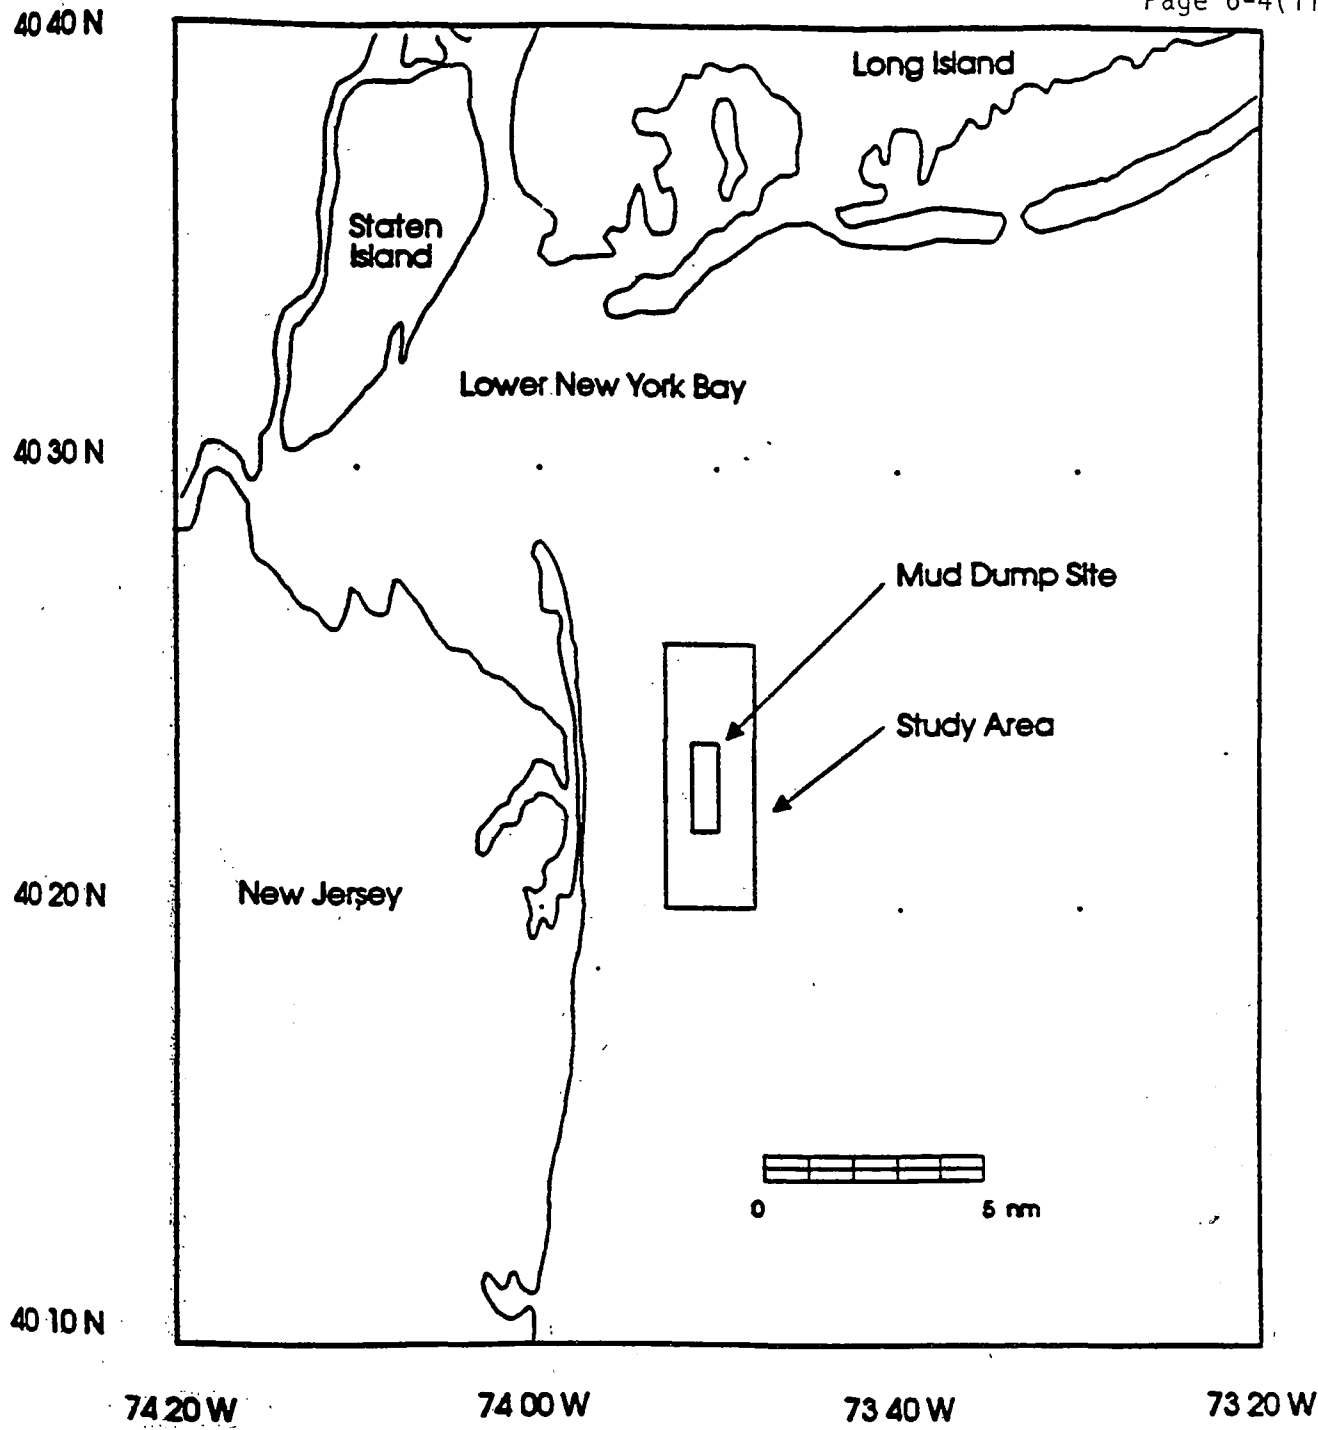 Page 6-4(11
40 40 N
Long Island
Staten
Island
Lower New York Bay
40 30 N
Mud Dump Site
Study Area
40 20 N
New Jersey
0
5 nm
40 10 N
74 20 W
74 00 W
73 40 W
73 20 W